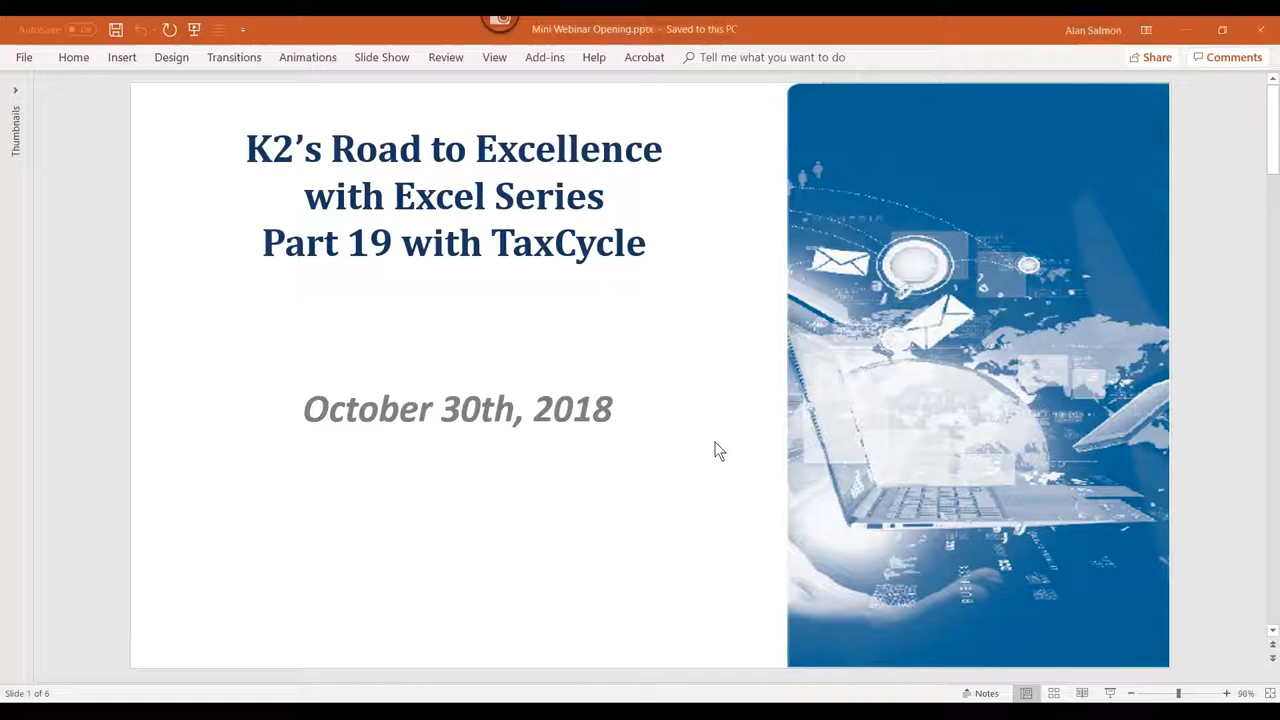 AutoSave Off
Mini Webinar Opening.pptx - Saved to this PC
Alan Salmon
File Home Insert Design Transitions Animations Slide Show Review View Add-ins Help Acrobat Tell me what you want to do Share Comments
Thumbnails
K2’s Road to Excellence
with Excel Series
Part 19 with TaxCycle
October 30th, 2018
Slide 1 of 6
Notes
98%